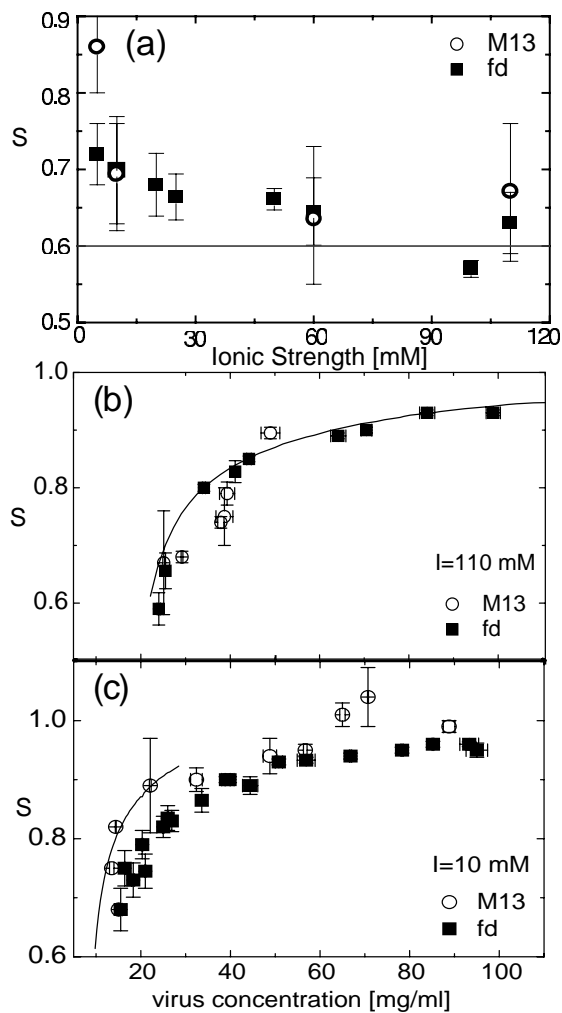 0.9
(a)
M13
fd
0.8
S
0.7
0.6
0.5
0 30 60 90 120
Ionic Strength [mM]
1.0
(b)
0.8
S
I=110 mM
M13
fd
0.6
(c)
1.0
S
0.8
I=10 mM
M13
fd
0.6
20 40 60 80 100
virus concentration [mg/ml]